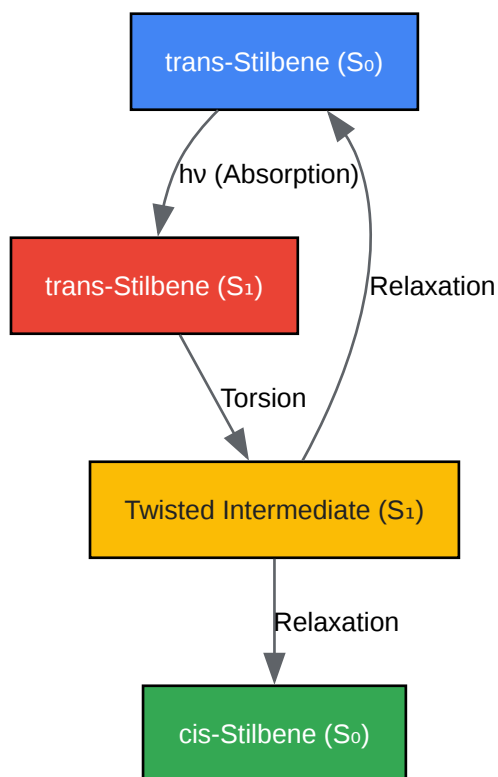 trans-Stilbene (S₀)
hν (Absorption)
trans-Stilbene (S₁)
Relaxation
Torsion
Twisted Intermediate (S₁)
Relaxation
cis-Stilbene (S₀)